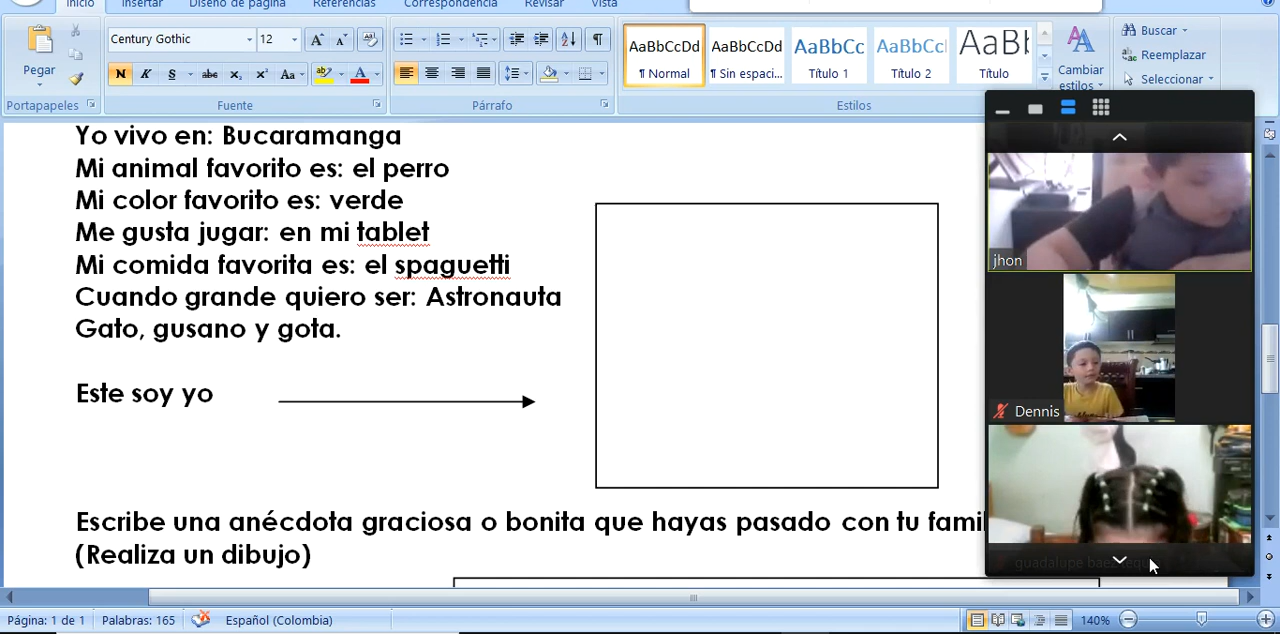 Inicio Insertar Diseño de página Referencias Correspondencia Revisar Vista
Pegar
Century Gothic 12
Portapapeles Fuente Párrafo Estilos
AaBbCcDd AaBbCcDd AaBbCc AaBbCc AaB
¶ Normal ¶ Sin espaci... Título 1 Título 2 Título
Cambiar
estilos
Buscar
Reemplazar
Seleccionar
Yo vivo en: Bucaramanga
Mi animal favorito es: el perro
Mi color favorito es: verde
Me gusta jugar: en mi tablet
Mi comida favorita es: el spaguetti
Cuando grande quiero ser: Astronauta
Gato, gusano y gota.
Este soy yo
Escribe una anécdota graciosa o bonita que hayas pasado con tu famil
(Realiza un dibujo)
jhon
Dennis
guadalupe baez
Página: 1 de 1 Palabras: 165 Español (Colombia) 140%